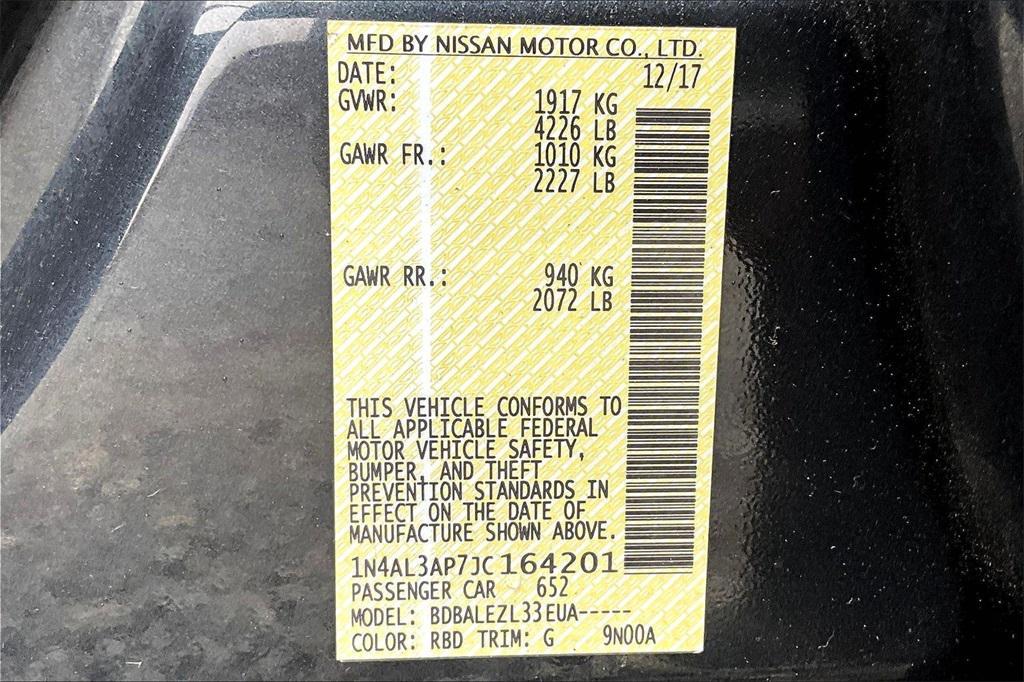 MFD BY NISSAN MOTOR CO., LTD.
DATE: 12/17
GVWR: 1917 KG
4226 LB
GAWR FR.: 1010 KG
2227 LB
GAWR RR.: 940 KG
2072 LB
THIS VEHICLE CONFORMS TO
ALL APPLICABLE FEDERAL
MOTOR VEHICLE SAFETY,
BUMPER, AND THEFT
PREVENTION STANDARDS IN
EFFECT ON THE DATE OF
MANUFACTURE SHOWN ABOVE.
1N4AL3AP7JC164201
PASSENGER CAR 652
MODEL: BDBALEZL33EUA-----
COLOR: RBD TRIM: G 9N00A